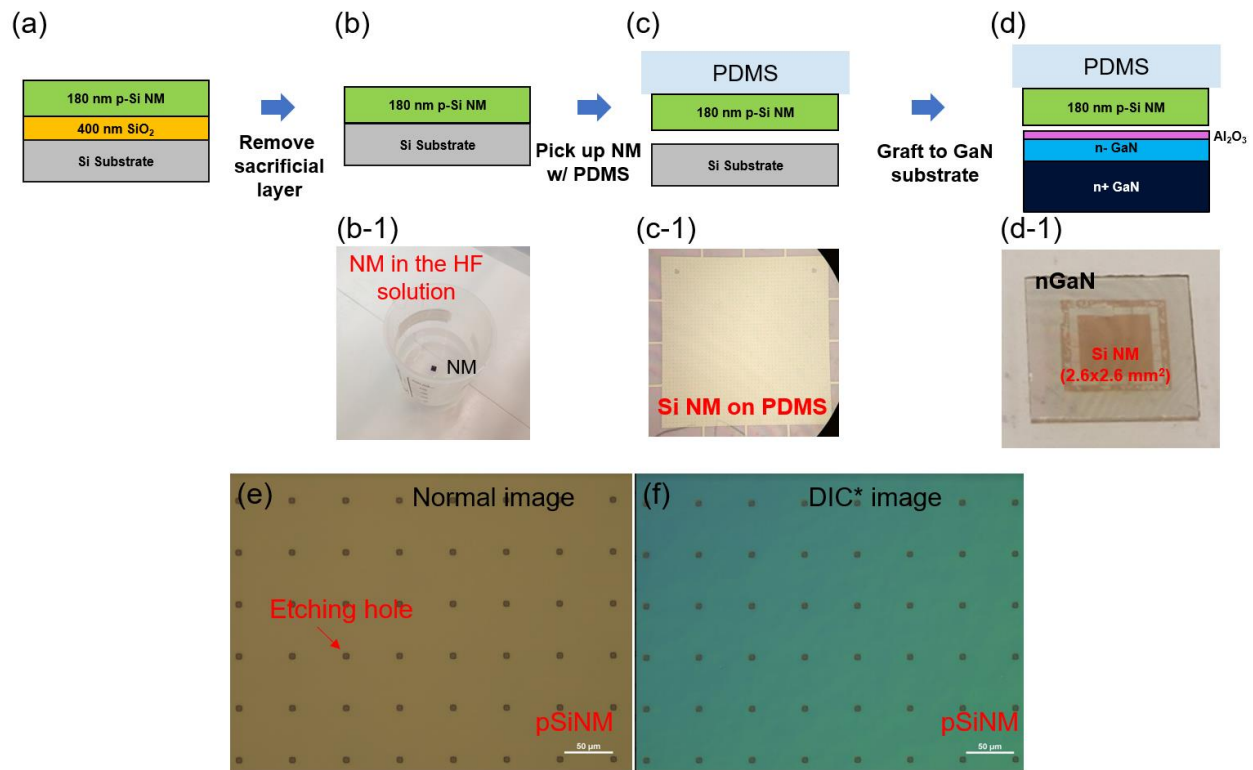 (a)
180 nm p-Si NM
400 nm SiO₂
Si Substrate
Remove
sacrificial
layer
(b)
180 nm p-Si NM
Si Substrate
Pick up NM
w/ PDMS
(c)
PDMS
180 nm p-Si NM
Si Substrate
Graft to GaN
substrate
(d)
PDMS
180 nm p-Si NM
Al₂O₃
n- GaN
n+ GaN
(b-1)
NM in the HF
solution
NM
(c-1)
Si NM on PDMS
(d-1)
nGaN
Si NM
(2.6x2.6 mm²)
(e)
Normal image
Etching hole
pSiNM
50 µm
(f)
DIC* image
pSiNM
50 µm